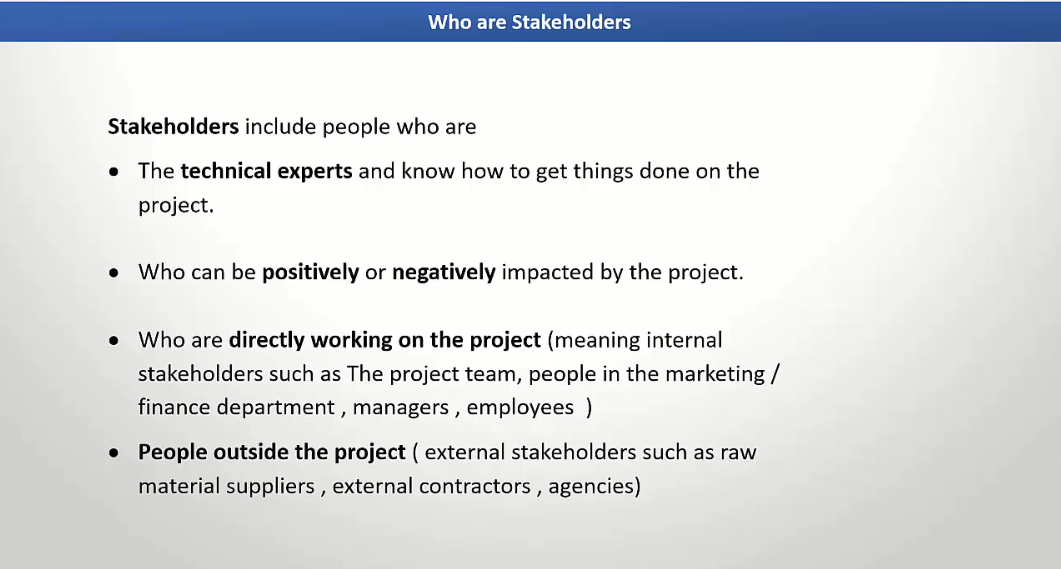 Who are Stakeholders
Stakeholders include people who are
• The technical experts and know how to get things done on the
project.
• Who can be positively or negatively impacted by the project.
• Who are directly working on the project (meaning internal
stakeholders such as The project team, people in the marketing /
finance department , managers , employees  )
• People outside the project ( external stakeholders such as raw
material suppliers , external contractors , agencies)